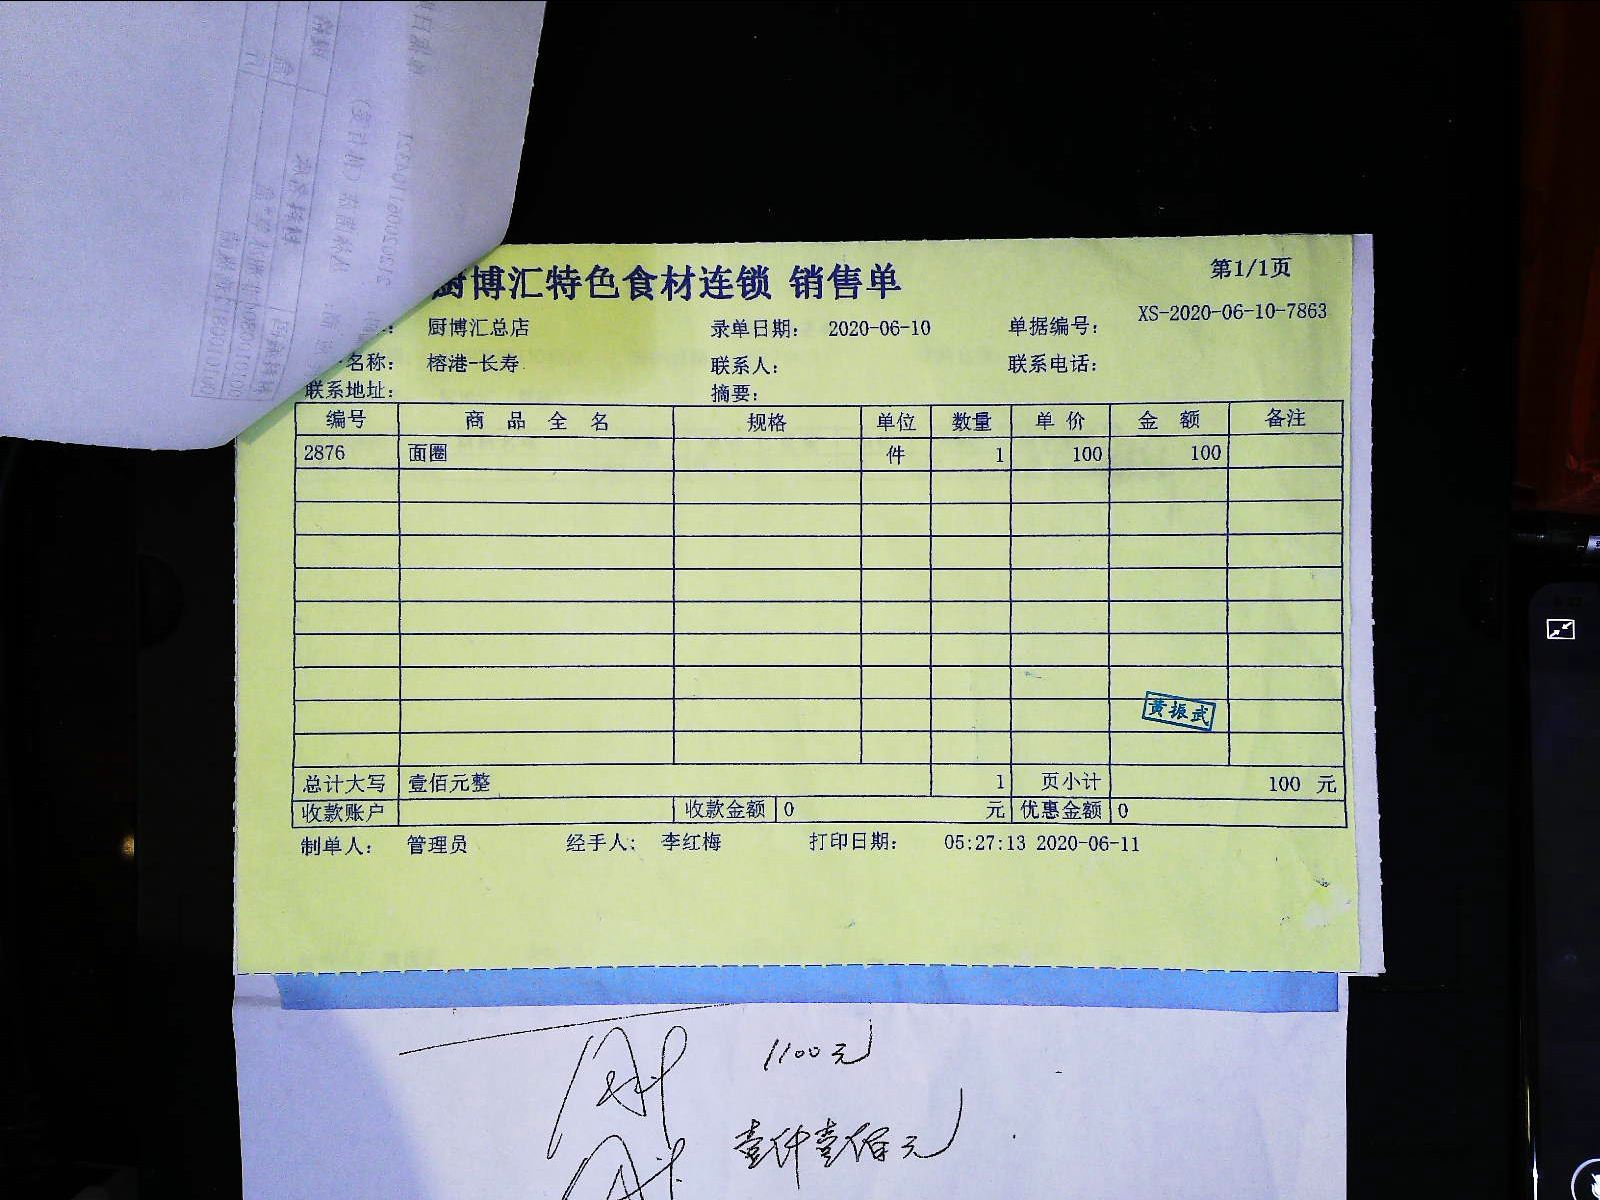 厨博汇特色食材连锁 销售单
第1/1页
厨博汇总店 录单日期: 2020-06-10 单据编号: XS-2020-06-10-7863
名称: 榕港-长寿 联系人: 联系电话:
联系地址: 摘要:
编号 商品全名 规格 单位 数量 单价 金额 备注
2876 面圈 件 1 100 100
黄振武
总计大写 壹佰元整 1 页小计 100 元
收款账户 收款金额 0 元 优惠金额 0
制单人: 管理员 经手人: 李红梅 打印日期: 05:27:13 2020-06-11
1100元
壹仟壹佰元